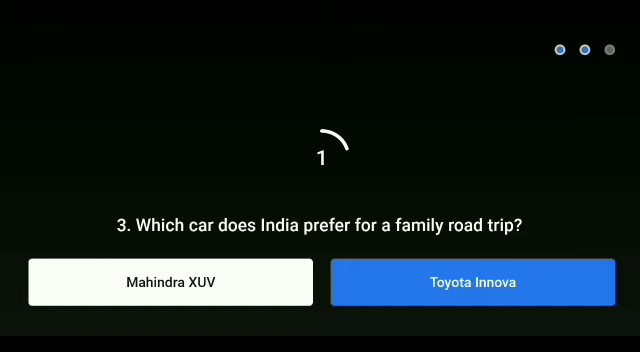 1
3. Which car does India prefer for a family road trip?
Mahindra XUV
Toyota Innova